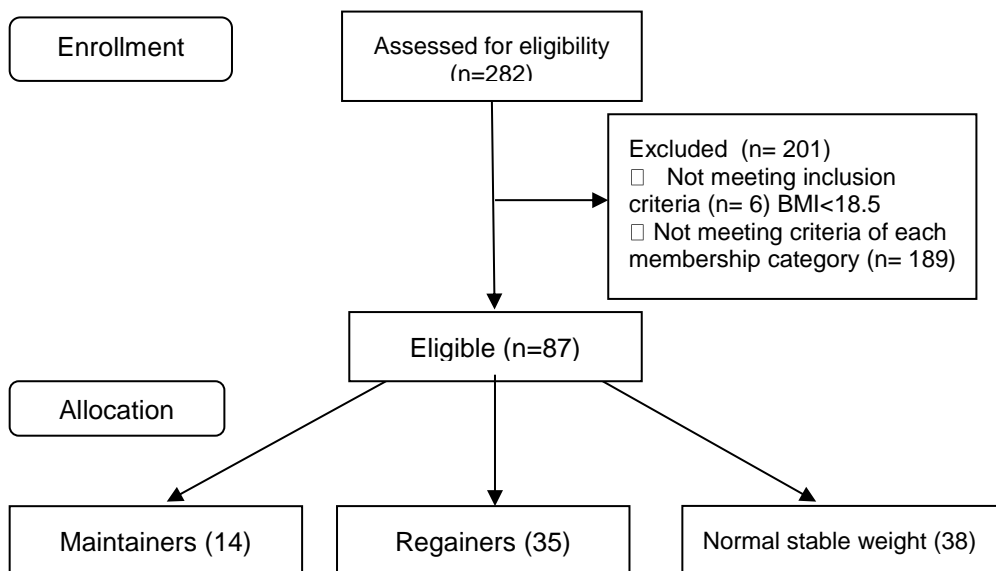 Enrollment
Assessed for eligibility
(n=282)
Excluded (n= 201)
□ Not meeting inclusion
criteria (n= 6) BMI<18.5
□ Not meeting criteria of each
membership category (n= 189)
Eligible (n=87)
Allocation
Maintainers (14)
Regainers (35)
Normal stable weight (38)